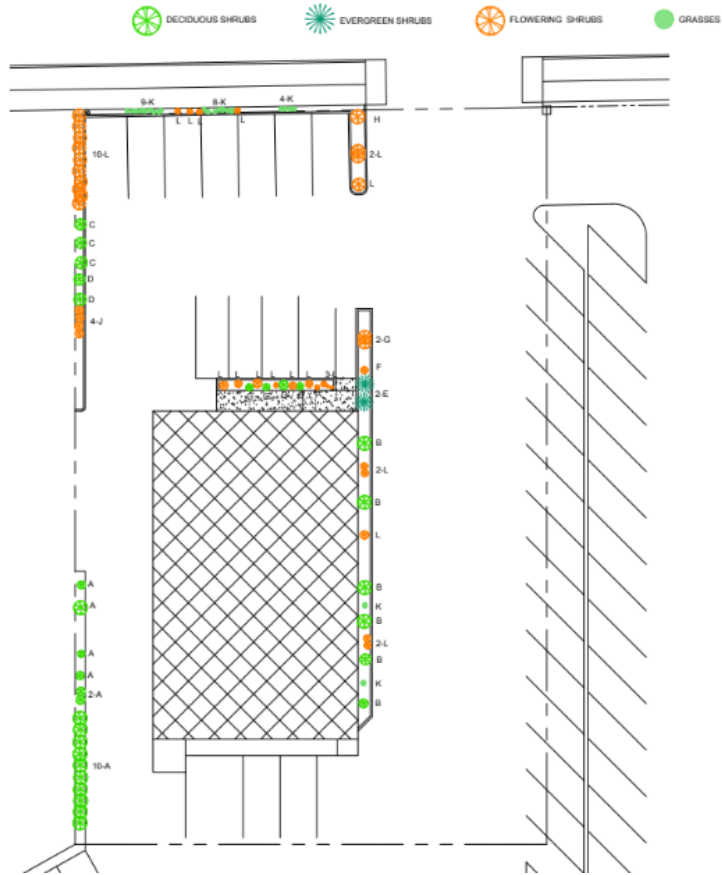 DECIDUOUS SHRUBS
EVERGREEN SHRUBS
FLOWERING SHRUBS
GRASSES
9-K
8-K
4-K
L
L
L
L
H
10-L
2-L
L
C
C
C
D
D
4-J
2-G
F
L
L
L
L
L
L
3-L
2-E
B
2-L
B
L
A
B
A
K
B
2-L
A
B
A
K
2-A
B
10-A